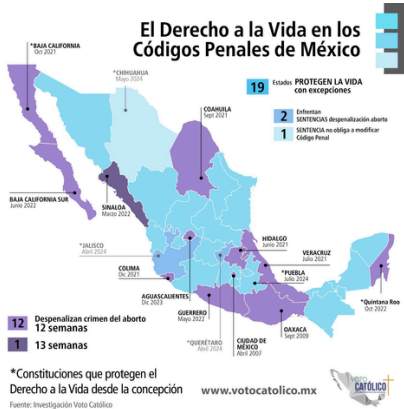 El Derecho a la Vida en los
Códigos Penales de México
*BAJA CALIFORNIA
Oct 2021
*CHIHUAHUA
Mayo 2024
19 Estados PROTEGEN LA VIDA
con excepciones
COAHUILA
Sept 2021
2 Enfrentan
SENTENCIAS despenalización aborto
1 SENTENCIA no obliga a modificar
Código Penal
BAJA CALIFORNIA SUR
Junio 2022
SINALOA
Marzo 2022
*JALISCO
Abril 2024
HIDALGO
Junio 2021
VERACRUZ
Julio 2021
COLIMA
Dic 2021
*PUEBLA
Julio 2024
AGUASCALIENTES
Dic 2023
*Quintana Roo
Oct 2022
GUERRERO
Mayo 2022
12 Despenalizan crimen del aborto
12 semanas
*QUERÉTARO
Abril 2024
CIUDAD DE
MÉXICO
Abril 2007
OAXACA
Sept 2009
1 13 semanas
*Constituciones que protegen el
Derecho a la Vida desde la concepción
www.votocatolico.mx
Fuente: Investigación Voto Católico
VOTO
CATÓLICO